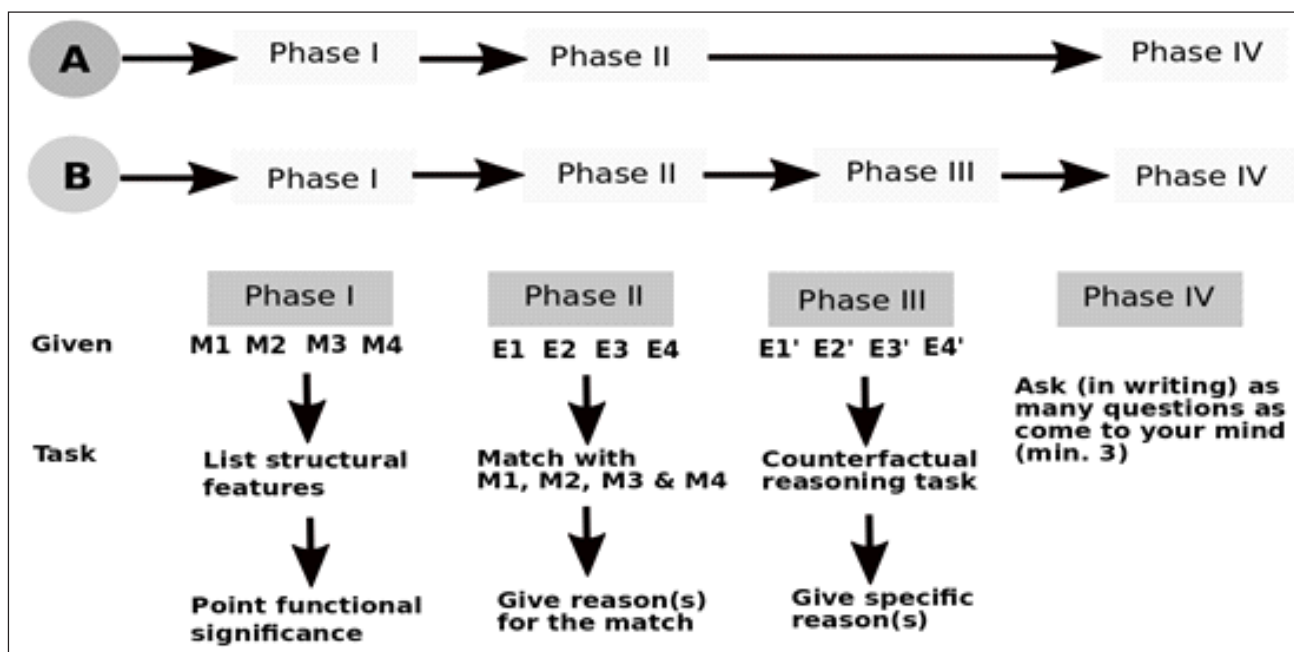 A Phase I Phase II Phase IV
B Phase I Phase II Phase III Phase IV
Phase I Phase II Phase III Phase IV
Given M1 M2 M3 M4 E1 E2 E3 E4 E1' E2' E3' E4'
Ask (in writing) as
many questions as
come to your mind
(min. 3)
Task
List structural
features
Match with
M1, M2, M3 & M4
Counterfactual
reasoning task
Point functional
significance
Give reason(s)
for the match
Give specific
reason(s)